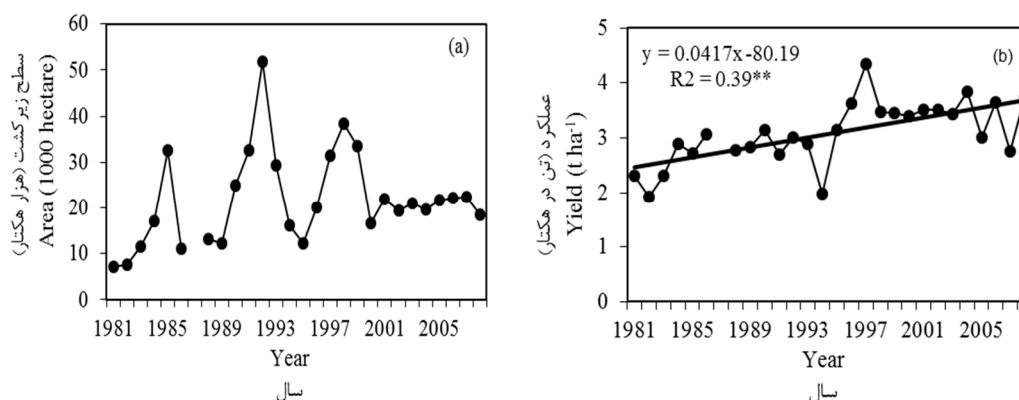 (a)
60
50
40
30
20
10
0
سطح زیرکشت (هزار هکتار)
Area (1000 hectare)
1981 1985 1989 1993 1997 2001 2005
Year
سال
(b)
y = 0.0417x-80.19
R2 = 0.39**
5
4
3
2
1
0
عملکرد (تن در هکتار)
Yield (t ha⁻¹)
1981 1985 1989 1993 1997 2001 2005
Year
سال